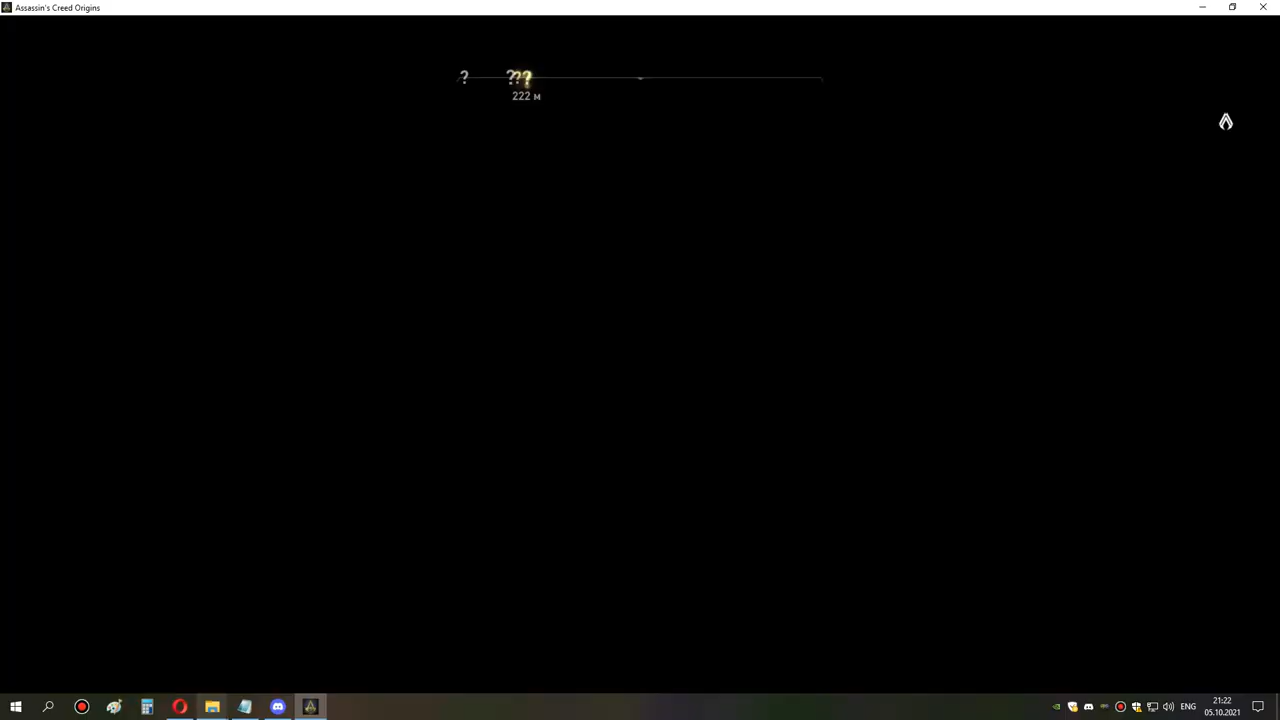 Assassin's Creed Origins
? ???
222 м
ENG
21:22
05.10.2021